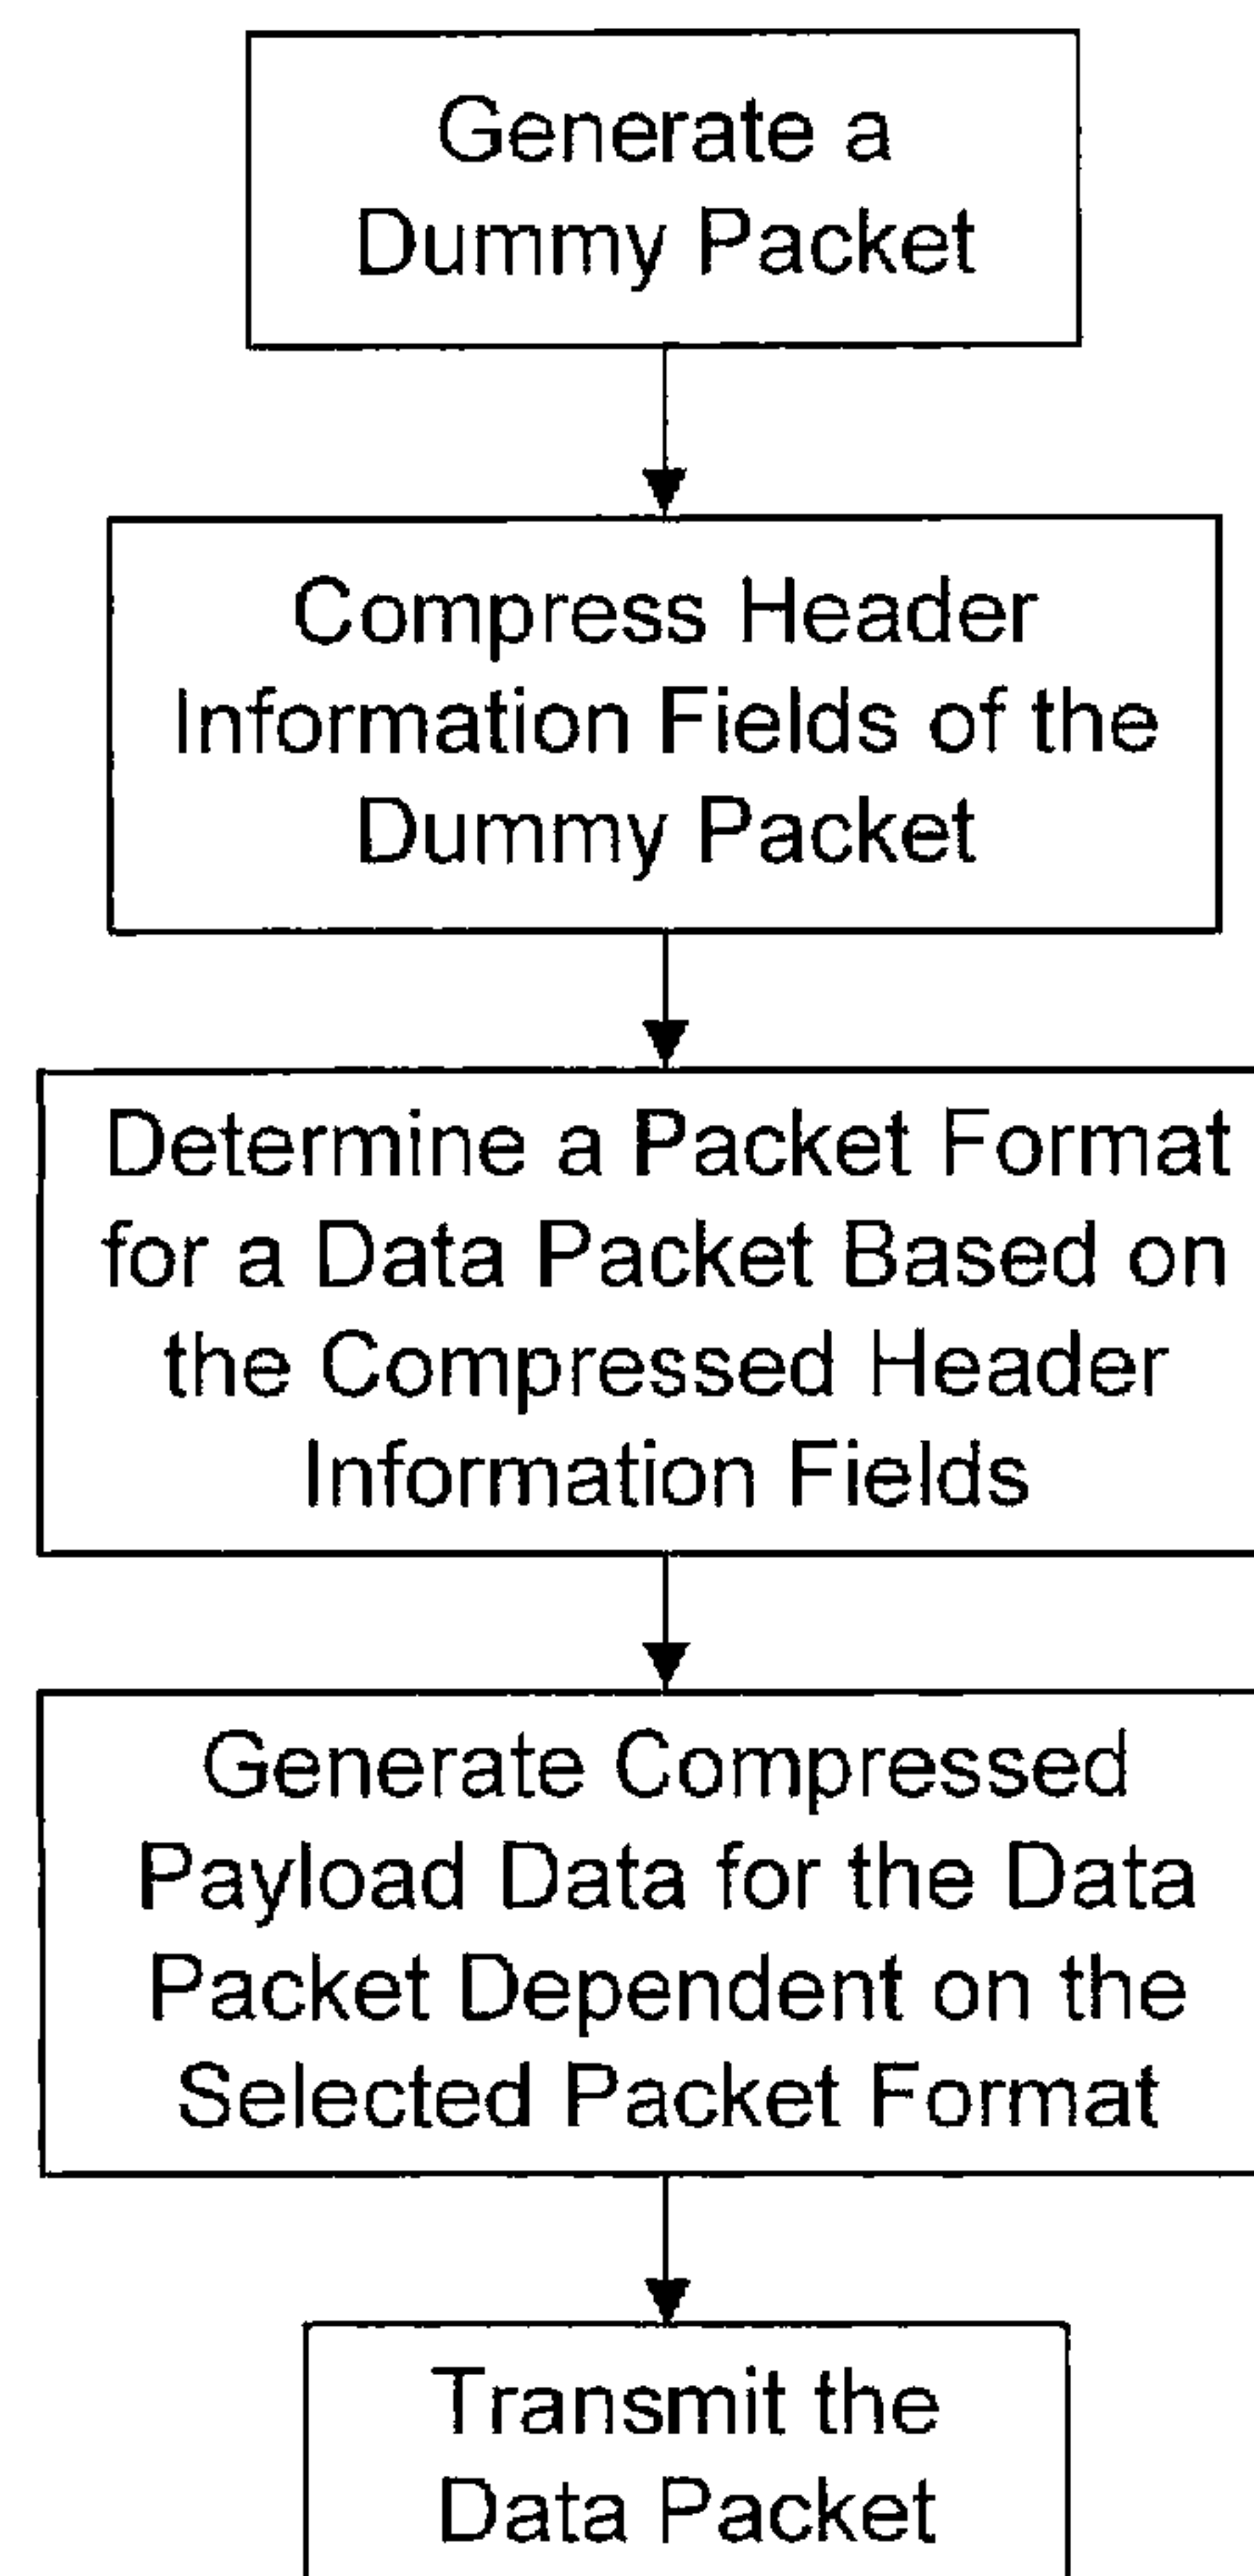 Generate a
Dummy Packet
Compress Header
Information Fields of the
Dummy Packet
Determine a Packet Format
for a Data Packet Based on
the Compressed Header
Information Fields
Generate Compressed
Payload Data for the Data
Packet Dependent on the
Selected Packet Format
Transmit the
Data Packet